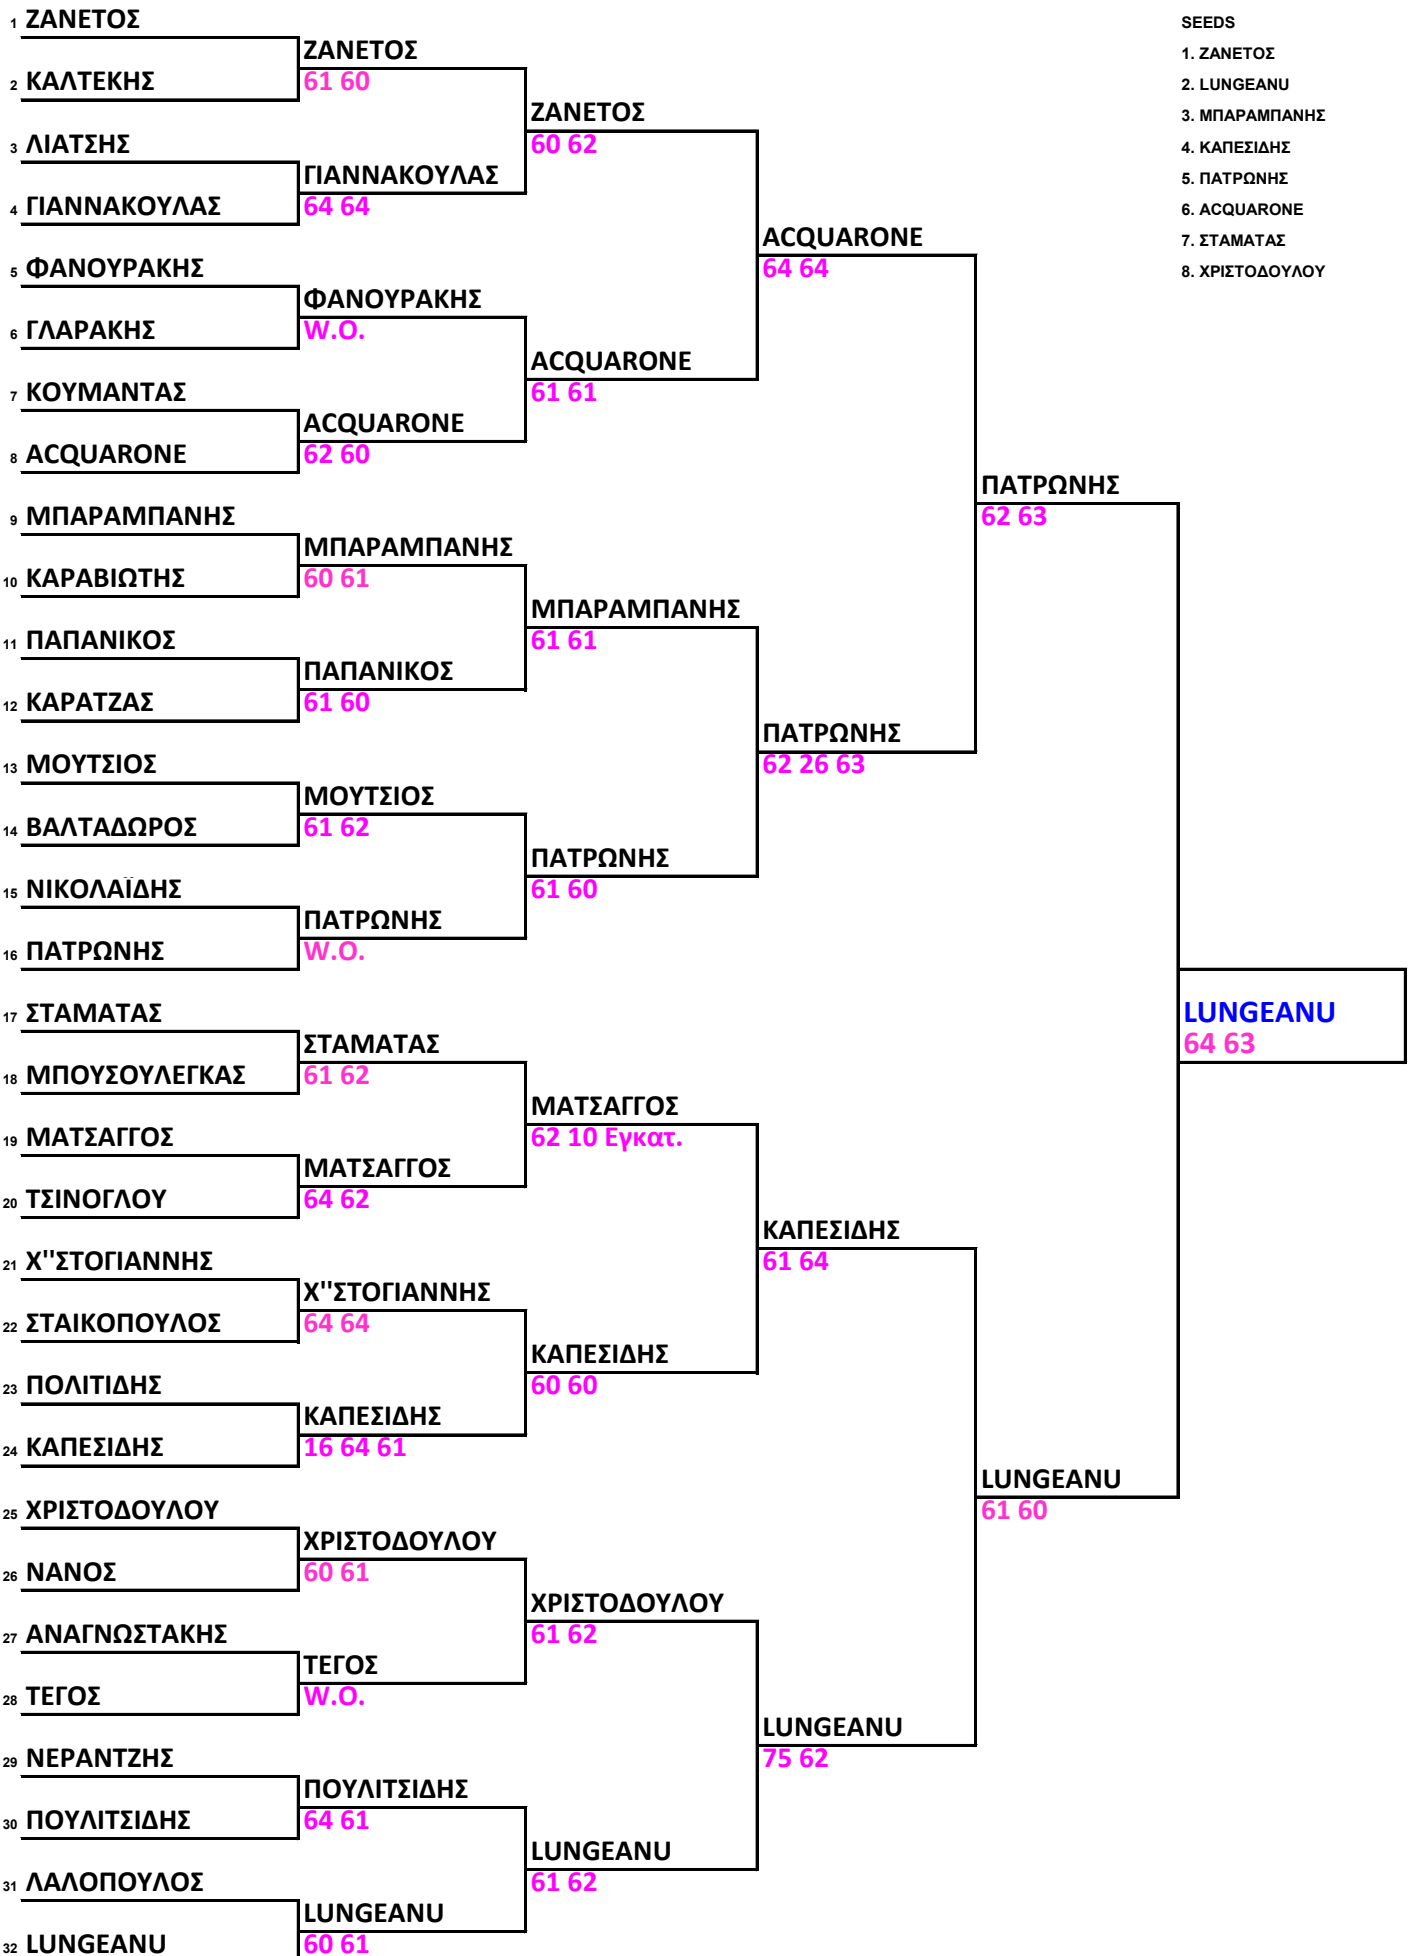 1 ΖΑΝΕΤΟΣ
2 ΚΑΛΤΕΚΗΣ
3 ΛΙΑΤΣΗΣ
4 ΓΙΑΝΝΑΚΟΥΛΑΣ
5 ΦΑΝΟΥΡΑΚΗΣ
6 ΓΛΑΡΑΚΗΣ
7 ΚΟΥΜΑΝΤΑΣ
8 ACQUARONE
9 ΜΠΑΡΑΜΠΑΝΗΣ
10 ΚΑΡΑΒΙΩΤΗΣ
11 ΠΑΠΑΝΙΚΟΣ
12 ΚΑΡΑΤΖΑΣ
13 ΜΟΥΤΣΙΟΣ
14 ΒΑΛΤΑΔΩΡΟΣ
15 ΝΙΚΟΛΑΪΔΗΣ
16 ΠΑΤΡΩΝΗΣ
17 ΣΤΑΜΑΤΑΣ
18 ΜΠΟΥΣΟΥΛΕΓΚΑΣ
19 ΜΑΤΣΑΓΓΟΣ
20 ΤΣΙΝΟΓΛΟΥ
21 Χ''ΣΤΟΓΙΑΝΝΗΣ
22 ΣΤΑΙΚΟΠΟΥΛΟΣ
23 ΠΟΛΙΤΙΔΗΣ
24 ΚΑΠΕΣΙΔΗΣ
25 ΧΡΙΣΤΟΔΟΥΛΟΥ
26 ΝΑΝΟΣ
27 ΑΝΑΓΝΩΣΤΑΚΗΣ
28 ΤΕΓΟΣ
29 ΝΕΡΑΝΤΖΗΣ
30 ΠΟΥΛΙΤΣΙΔΗΣ
31 ΛΑΛΟΠΟΥΛΟΣ
32 LUNGEANU
ΖΑΝΕΤΟΣ
61 60
ΓΙΑΝΝΑΚΟΥΛΑΣ
64 64
ΦΑΝΟΥΡΑΚΗΣ
W.O.
ACQUARONE
62 60
ΜΠΑΡΑΜΠΑΝΗΣ
60 61
ΠΑΠΑΝΙΚΟΣ
61 60
ΜΟΥΤΣΙΟΣ
61 62
ΠΑΤΡΩΝΗΣ
W.O.
ΣΤΑΜΑΤΑΣ
61 62
ΜΑΤΣΑΓΓΟΣ
64 62
Χ''ΣΤΟΓΙΑΝΝΗΣ
64 64
ΚΑΠΕΣΙΔΗΣ
16 64 61
ΧΡΙΣΤΟΔΟΥΛΟΥ
60 61
ΤΕΓΟΣ
W.O.
ΠΟΥΛΙΤΣΙΔΗΣ
64 61
LUNGEANU
60 61
ΖΑΝΕΤΟΣ
60 62
ACQUARONE
61 61
ΜΠΑΡΑΜΠΑΝΗΣ
61 61
ΠΑΤΡΩΝΗΣ
61 60
ΜΑΤΣΑΓΓΟΣ
62 10 Εγκατ.
ΚΑΠΕΣΙΔΗΣ
60 60
ΧΡΙΣΤΟΔΟΥΛΟΥ
61 62
LUNGEANU
61 62
ACQUARONE
64 64
ΠΑΤΡΩΝΗΣ
62 26 63
ΚΑΠΕΣΙΔΗΣ
61 64
LUNGEANU
75 62
ΠΑΤΡΩΝΗΣ
62 63
LUNGEANU
61 60
LUNGEANU
64 63
SEEDS
1. ΖΑΝΕΤΟΣ
2. LUNGEANU
3. ΜΠΑΡΑΜΠΑΝΗΣ
4. ΚΑΠΕΣΙΔΗΣ
5. ΠΑΤΡΩΝΗΣ
6. ACQUARONE
7. ΣΤΑΜΑΤΑΣ
8. ΧΡΙΣΤΟΔΟΥΛΟΥ